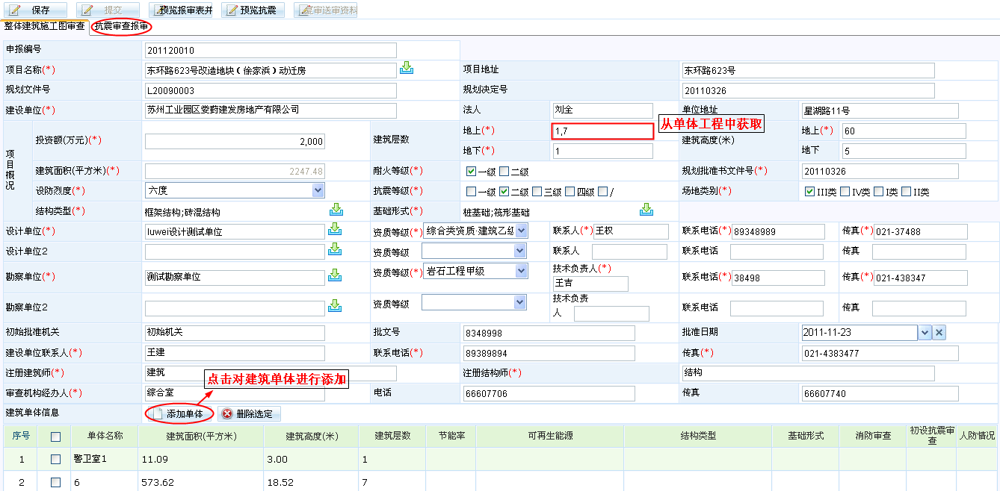 保存 提交 预览报审表并 预览抗震 复审送审资料
整体建筑施工图审查 抗震审查报审
申报编号 201120010
项目名称(*) 东环路623号改造地块（徐家浜）动迁房 项目地址 东环路623号
规划文件号 L20090003 规划决定号 20110326
建设单位(*) 苏州工业园区娄葑建发房地产有限公司 法人 刘全 单位地址 星湖路11号
从单体工程中获取
项目概况 投资额(万元)(*) 2,000 建筑层数 地上(*) 1,7 建筑高度(米) 地上(*) 60
地下(*) 1 地下 5
建筑面积(平方米)(*) 2247.48 耐火等级(*) 一级 二级 规划批准书文件号(*) 20110326
设防烈度(*) 六度 抗震等级(*) 一级 二级 三级 四级 / 场地类别(*) III类 IV类 I类 II类
结构类型(*) 框架结构;砖混结构 基础形式(*) 桩基础;筏形基础
设计单位(*) luwei设计测试单位 资质等级(*) 综合类资质·建筑乙级 联系人(*) 王权 联系电话(*) 89348989 传真(*) 021-37488
设计单位2 资质等级 联系人 联系电话 传真
勘察单位(*) 测试勘察单位 资质等级(*) 岩石工程甲级 技术负责人(*) 王吉 联系电话(*) 38498 传真(*) 021-438347
勘察单位2 资质等级 技术负责人 联系电话 传真
初始批准机关 初始机关 批文号 8348998 批准日期 2011-11-23
建设单位联系人(*) 王建 联系电话(*) 89389894 传真(*) 021-4383477
注册建筑师(*) 建筑 注册结构师(*) 结构
点击对建筑单体进行添加
审查机构经办人(*) 综合室 电话 66607706 传真 66607740
建筑单体信息 添加单体 删除选定
序号 单体名称 建筑面积(平方米) 建筑高度(米) 建筑层数 节能率 可再生能源 结构类型 基础形式 消防审查 初设抗震审查 人防情况
1 警卫室1 11.09 3.00 1
2 6 573.62 18.52 7